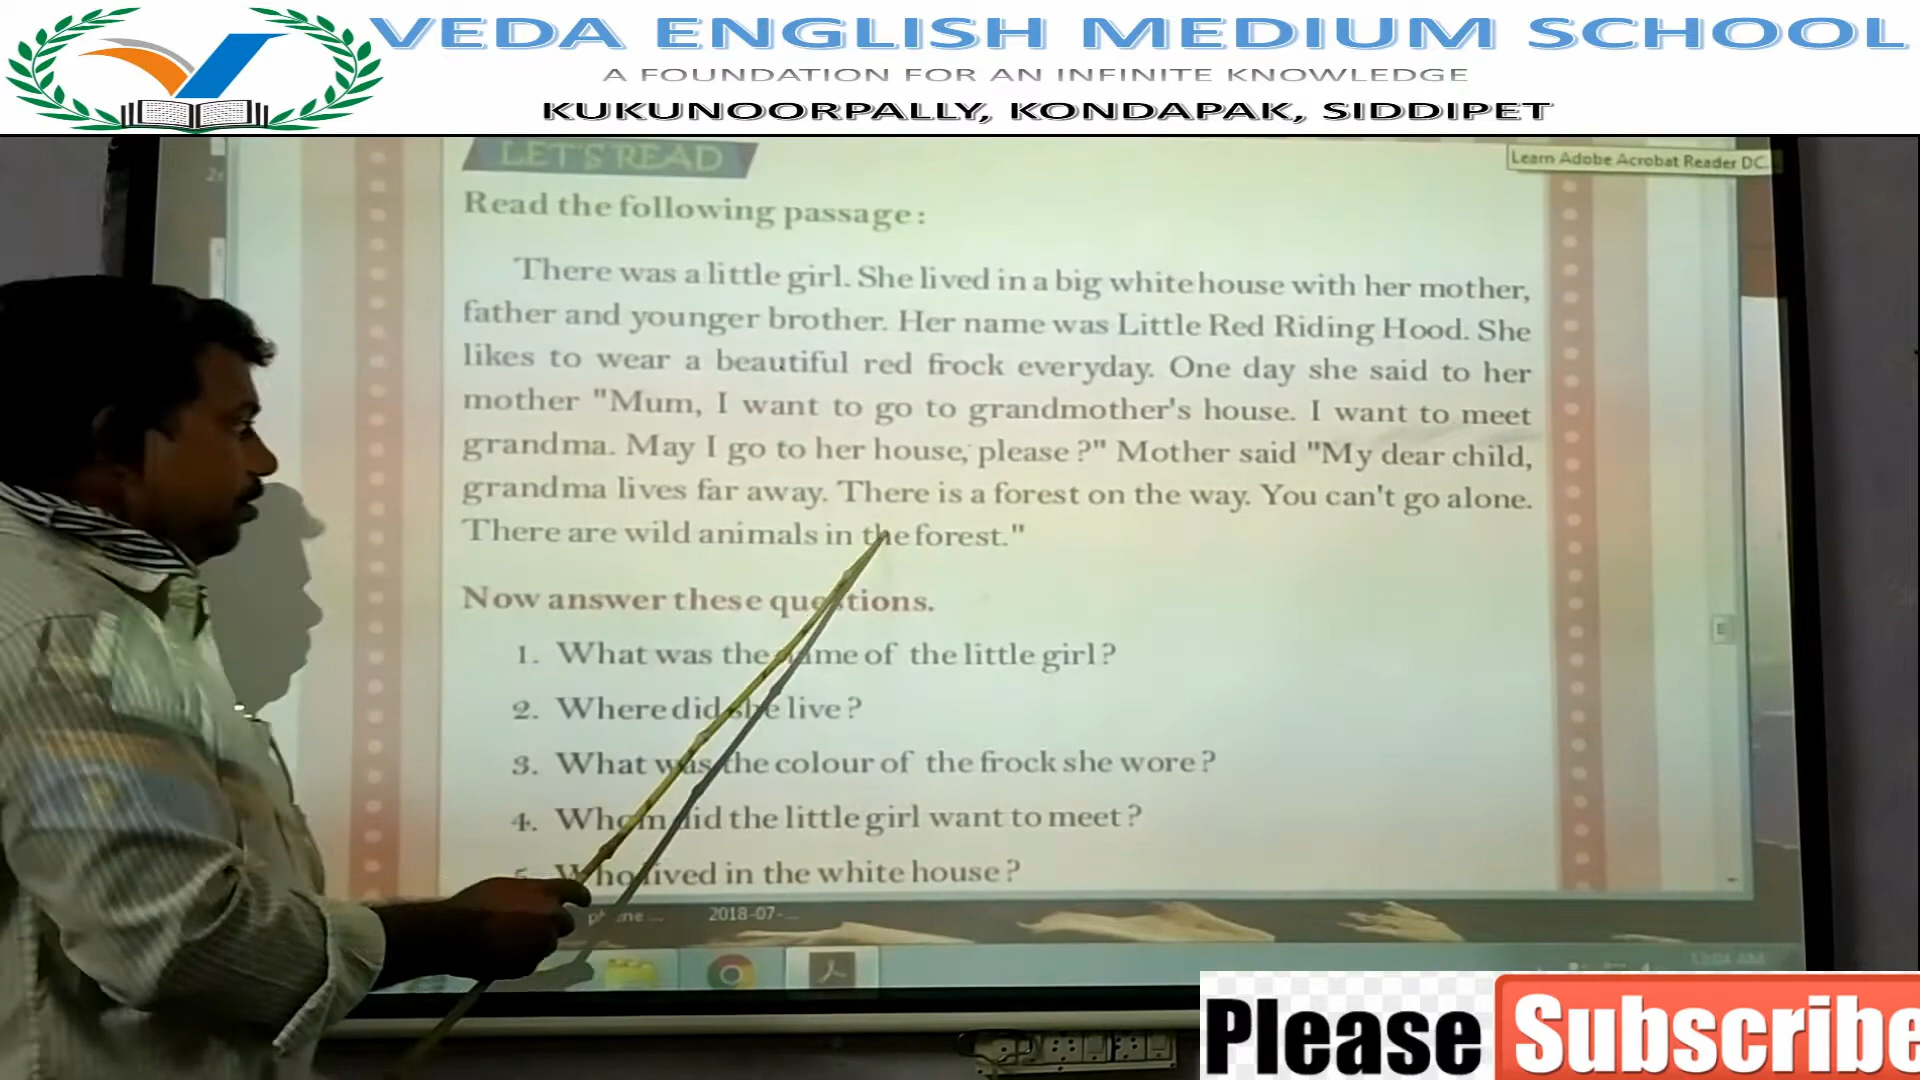 VEDA ENGLISH MEDIUM SCHOOL
A FOUNDATION FOR AN INFINITE KNOWLEDGE
KUKUNOORPALLY, KONDAPAK, SIDDIPET
LET'S READ
Learn Adobe Acrobat Reader DC.
Read the following passage :
There was a little girl. She lived in a big white house with her mother,
father and younger brother. Her name was Little Red Riding Hood. She
likes to wear a beautiful red frock everyday. One day she said to her
mother "Mum, I want to go to grandmother's house. I want to meet
grandma. May I go to her house, please ?" Mother said "My dear child,
grandma lives far away. There is a forest on the way. You can't go alone.
There are wild animals in the forest."
Now answer these questions.
1. What was the name of the little girl ?
2. Where did she live ?
3. What was the colour of the frock she wore ?
4. Whom did the little girl want to meet ?
5. Who lived in the white house ?
2018-07-...
Please Subscribe